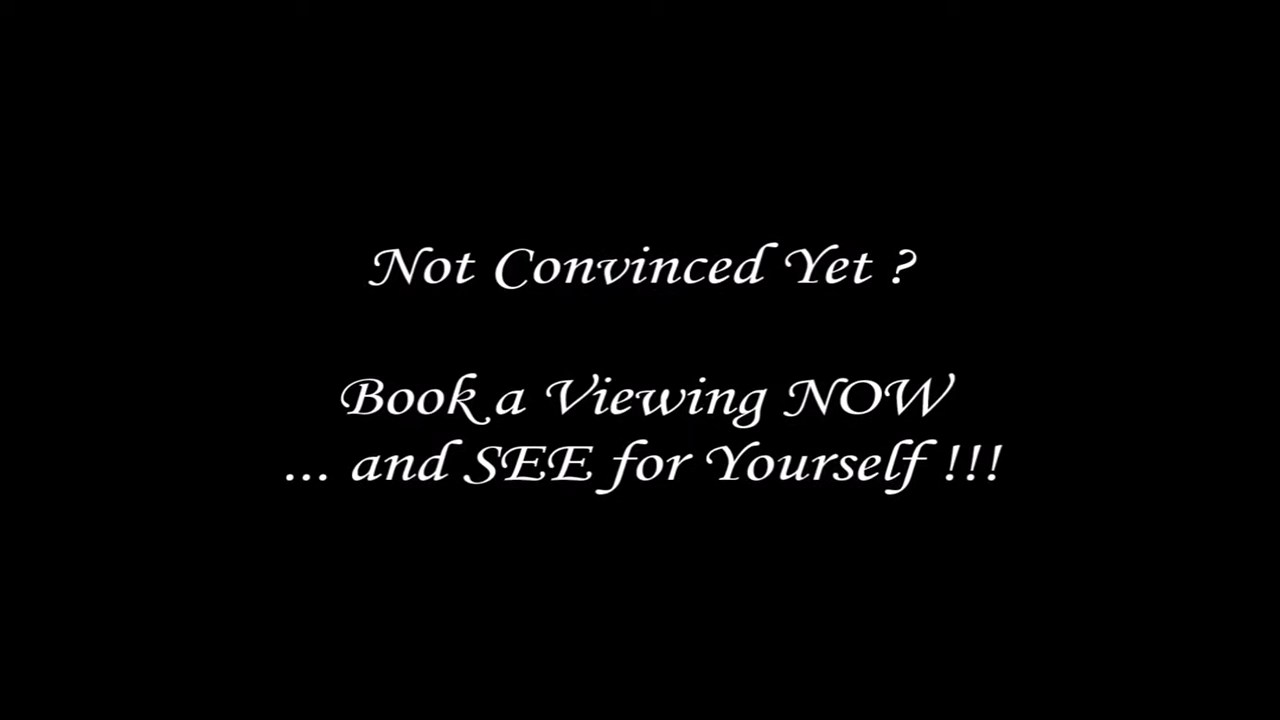 Not Convinced Yet ?
Book a Viewing NOW
... and SEE for Yourself !!!